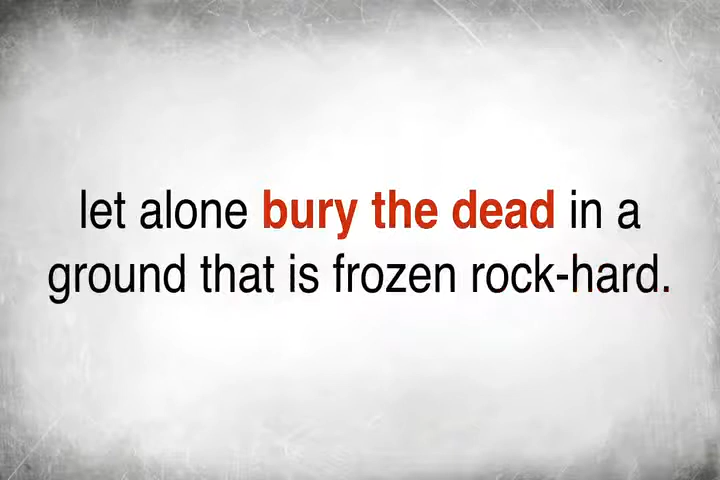 let alone bury the dead in a
ground that is frozen rock-hard.